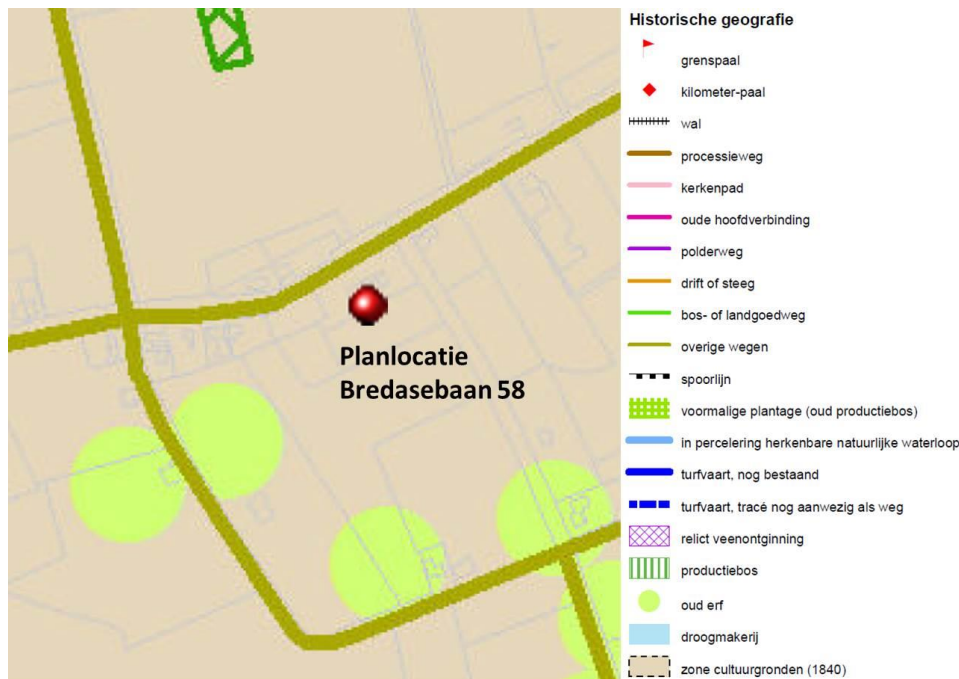 Planlocatie
Bredasebaan 58
Historische geografie
grenspaal
kilometer-paal
wal
processieweg
kerkenpad
oude hoofdverbinding
polderweg
drift of steeg
bos- of landgoedweg
overige wegen
spoorlijn
voormalige plantage (oud productiebos)
in percelering herkenbare natuurlijke waterloop
turfvaart, nog bestaand
turfvaart, tracé nog aanwezig als weg
relict veenontginning
productiebos
oud erf
droogmakerij
zone cultuurgronden (1840)